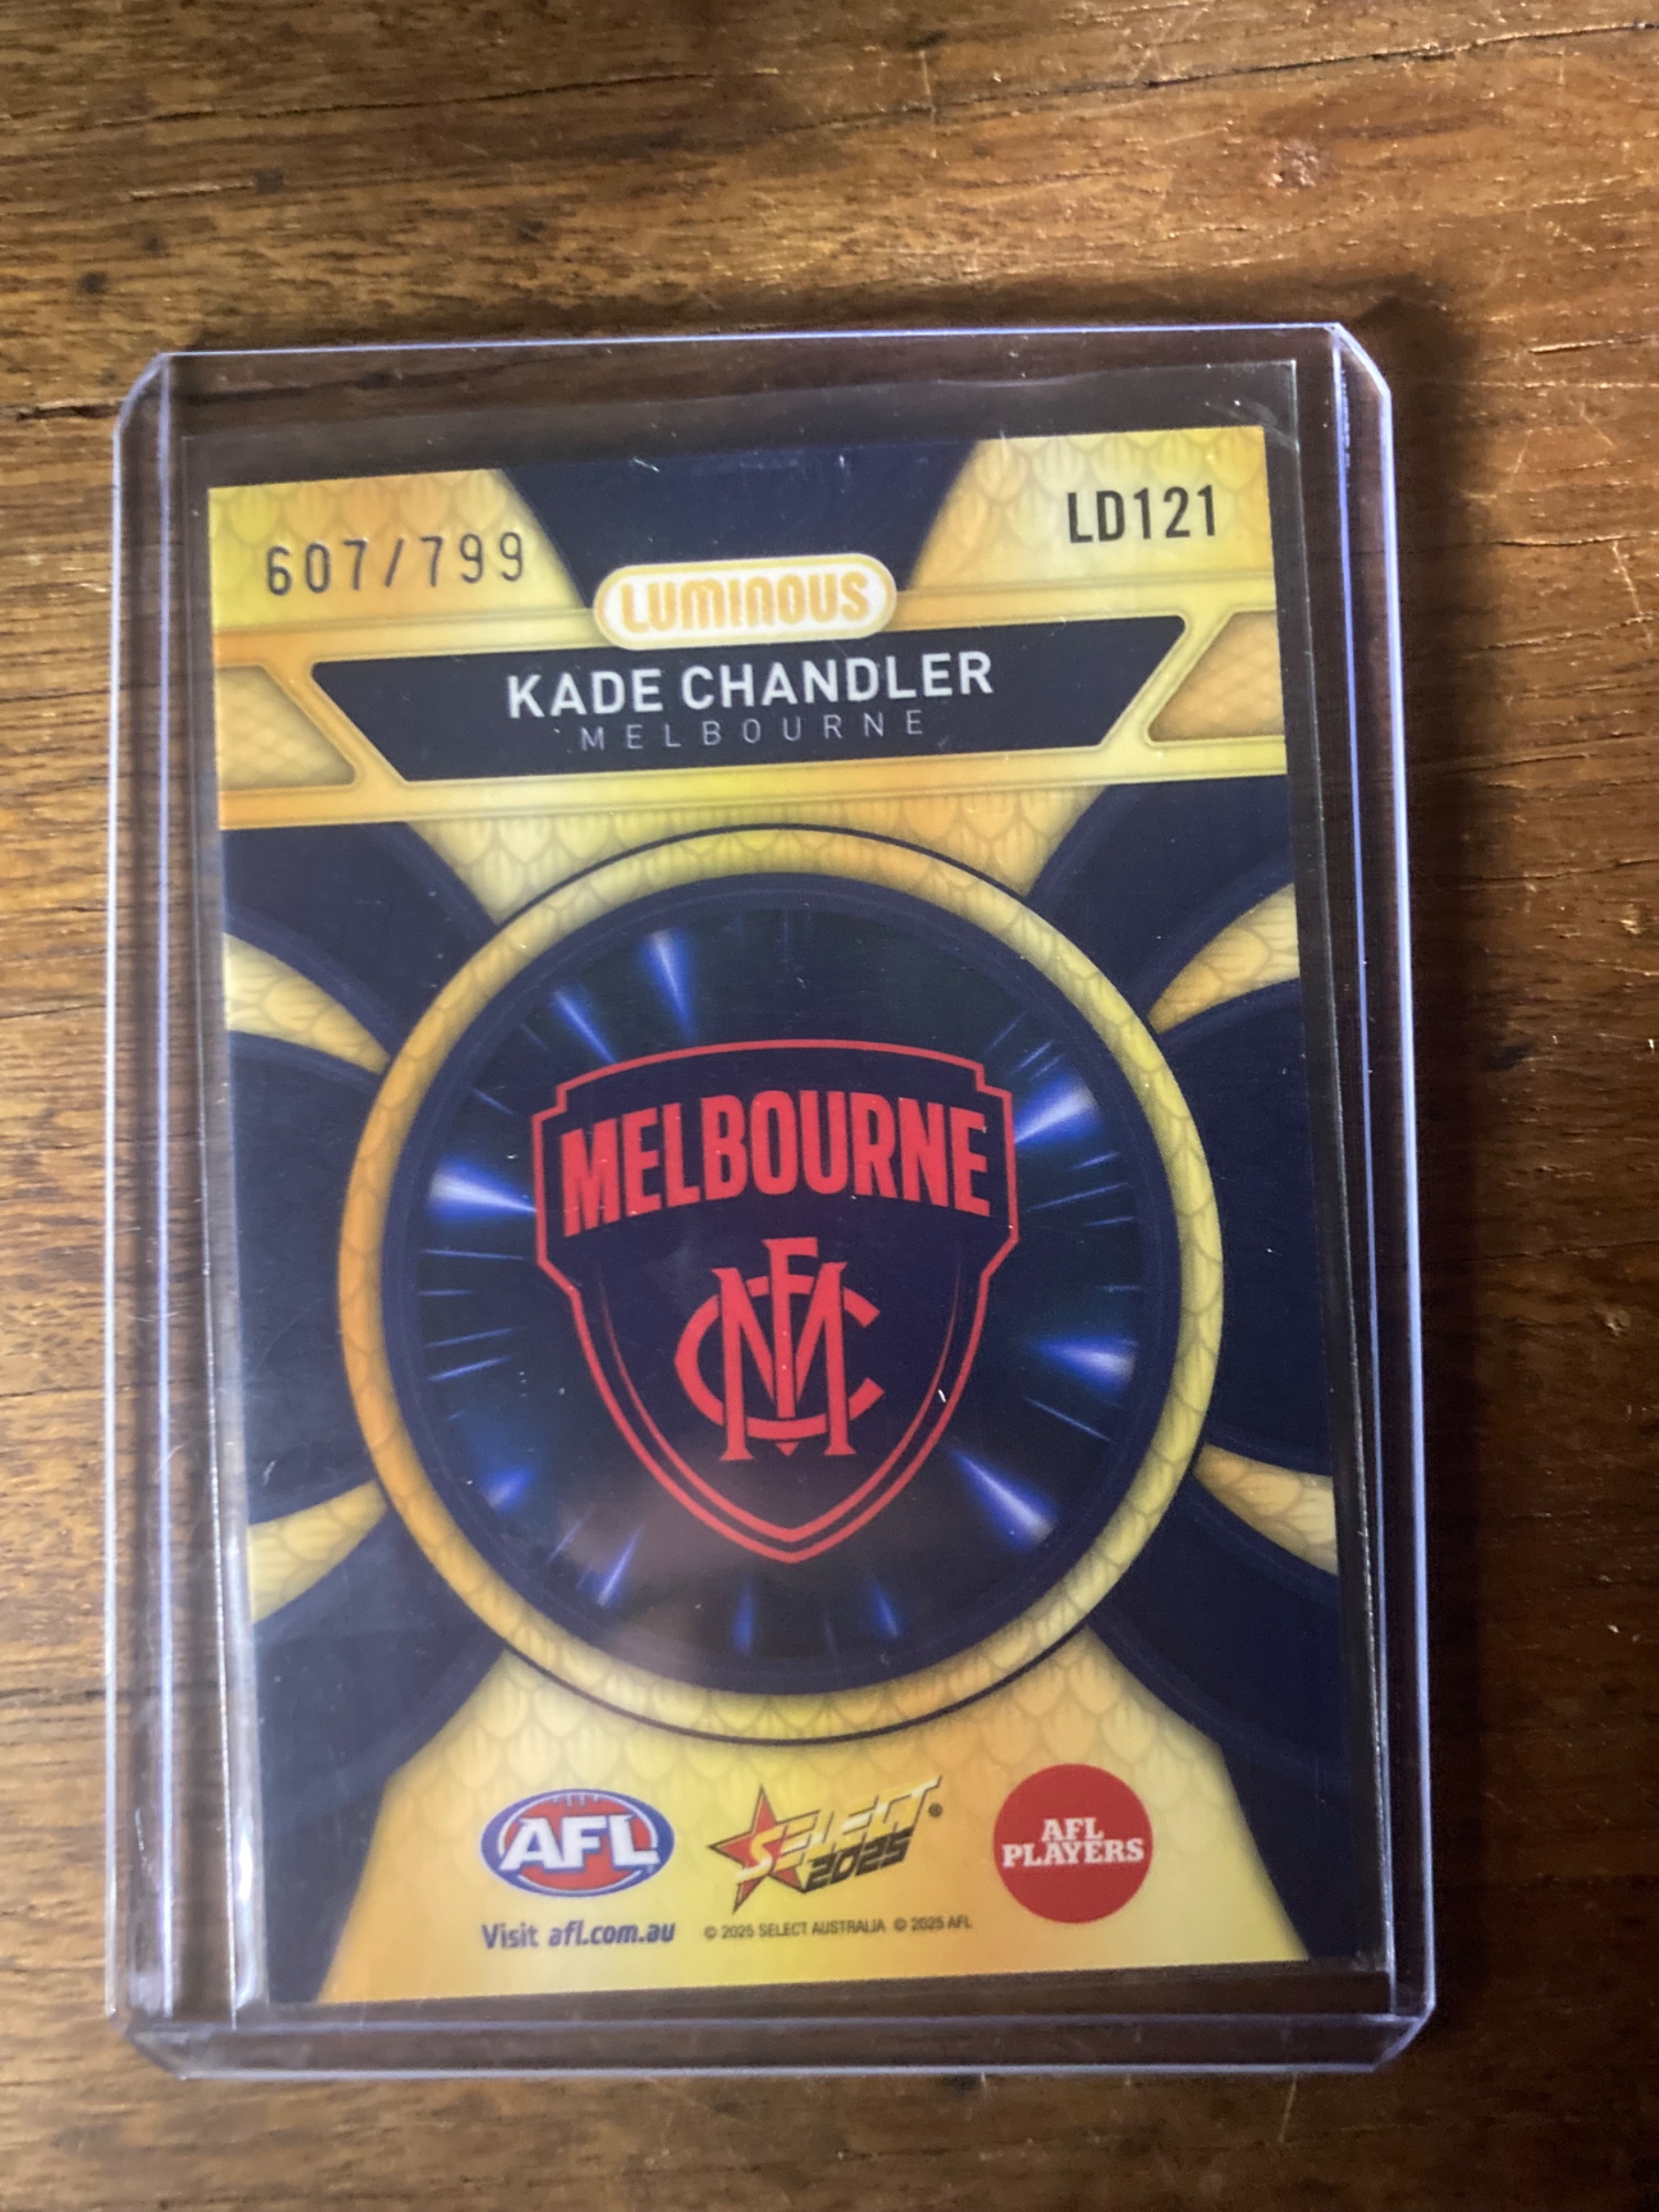 607/799
LD121
LUMINOUS
KADE CHANDLER
MELBOURNE
MELBOURNE
MFC
AFL
SELECT®
2025
AFL
PLAYERS
Visit afl.com.au
© 2025 SELECT AUSTRALIA © 2025 AFL